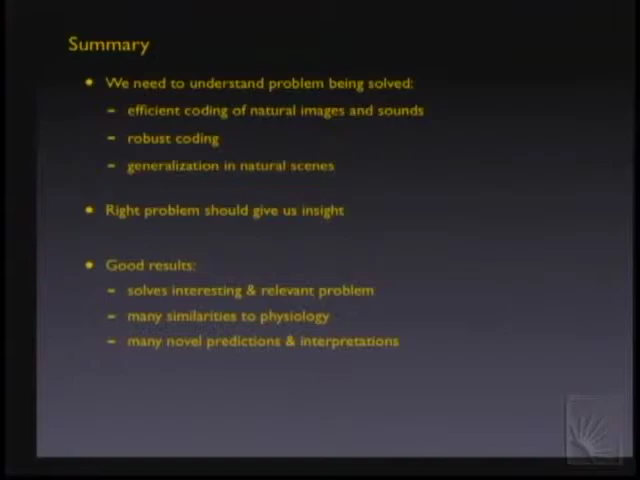 Summary
• We need to understand problem being solved:
– efficient coding of natural images and sounds
– robust coding
– generalization in natural scenes
• Right problem should give us insight
• Good results:
– solves interesting & relevant problem
– many similarities to physiology
– many novel predictions & interpretations